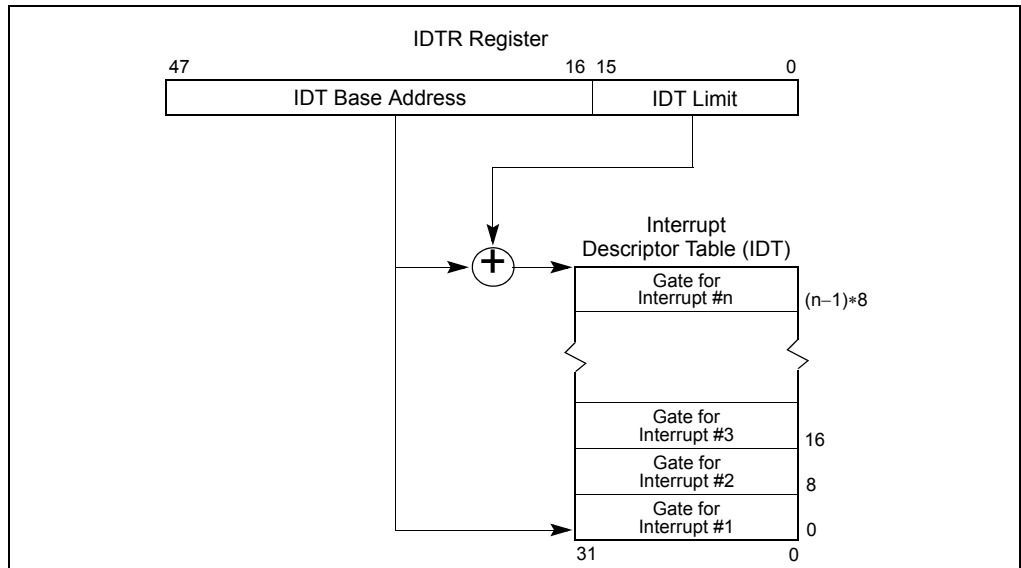 IDTR Register
47 16 15 0
IDT Base Address IDT Limit
+
Interrupt
Descriptor Table (IDT)
Gate for
Interrupt #n
(n−1)∗8
Gate for
Interrupt #3
16
Gate for
Interrupt #2
8
Gate for
Interrupt #1
0
31 0